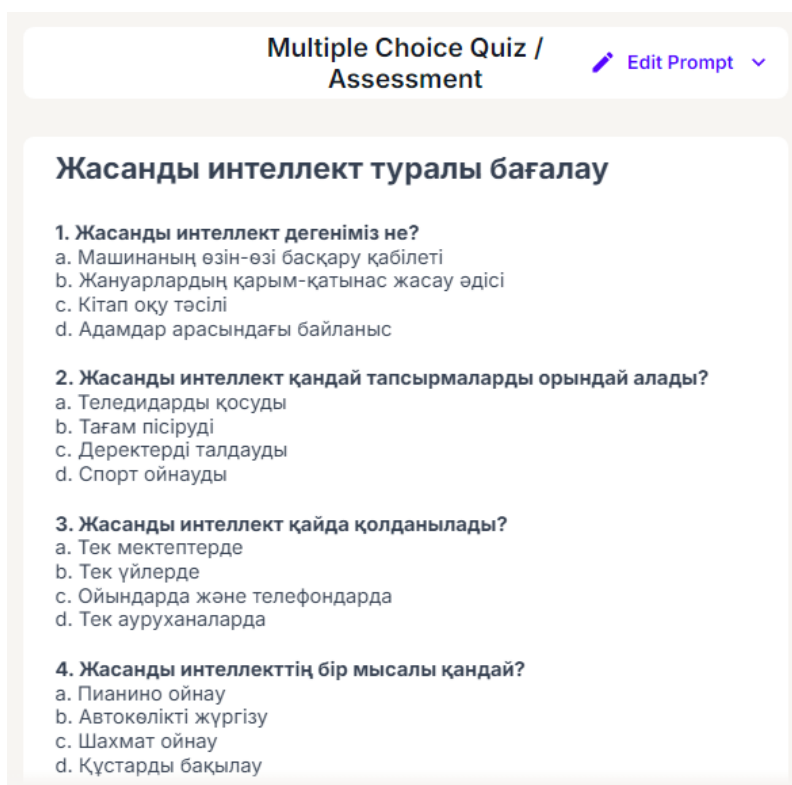 Multiple Choice Quiz /
Assessment
Edit Prompt
Жасанды интеллект туралы бағалау
1. Жасанды интеллект дегеніміз не?
a. Машинаның өзін-өзі басқару қабілеті
b. Жануарлардың қарым-қатынас жасау әдісі
c. Кітап оқу тәсілі
d. Адамдар арасындағы байланыс
2. Жасанды интеллект қандай тапсырмаларды орындай алады?
a. Теледидарды қосуды
b. Тағам пісіруді
c. Деректерді талдауды
d. Спорт ойнауды
3. Жасанды интеллект қайда қолданылады?
a. Тек мектептерде
b. Тек үйлерде
c. Ойындарда және телефондарда
d. Тек ауруханаларда
4. Жасанды интеллекттің бір мысалы қандай?
a. Пианино ойнау
b. Автокөлікті жүргізу
c. Шахмат ойнау
d. Құстарды бақылау